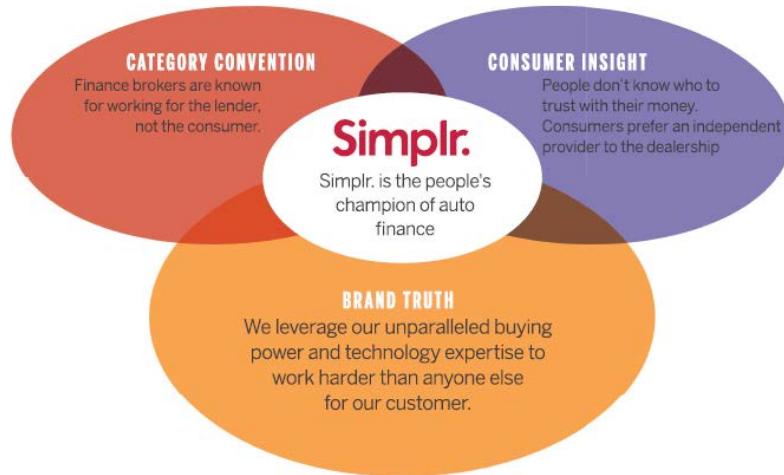 CATEGORY CONVENTION
Finance brokers are known
for working for the lender,
not the consumer.
CONSUMER INSIGHT
People don't know who to
trust with their money.
Consumers prefer an independent
provider to the dealership
Simplr.
Simplr. is the people's
champion of auto
finance
BRAND TRUTH
We leverage our unparalleled buying
power and technology expertise to
work harder than anyone else
for our customer.